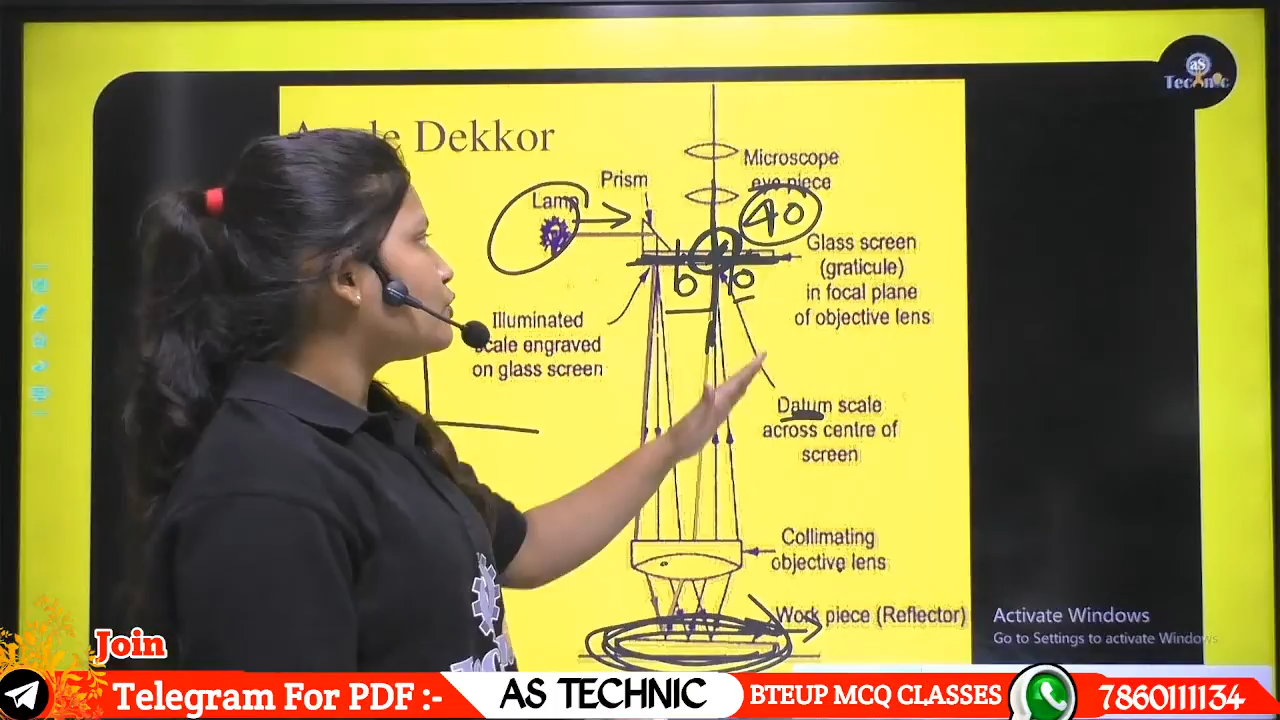 aS
Technic
Dekkor
Microscope
eye piece
Prism
Lamp
40
Glass screen
(graticule)
in focal plane
of objective lens
Illuminated
scale engraved
on glass screen
Datum scale
across centre of
screen
Collimating
objective lens
Work piece (Reflector)
Activate Windows
Go to Settings to activate Windows
Join
Telegram For PDF :-
AS TECHNIC
BTEUP MCQ CLASSES
7860111134